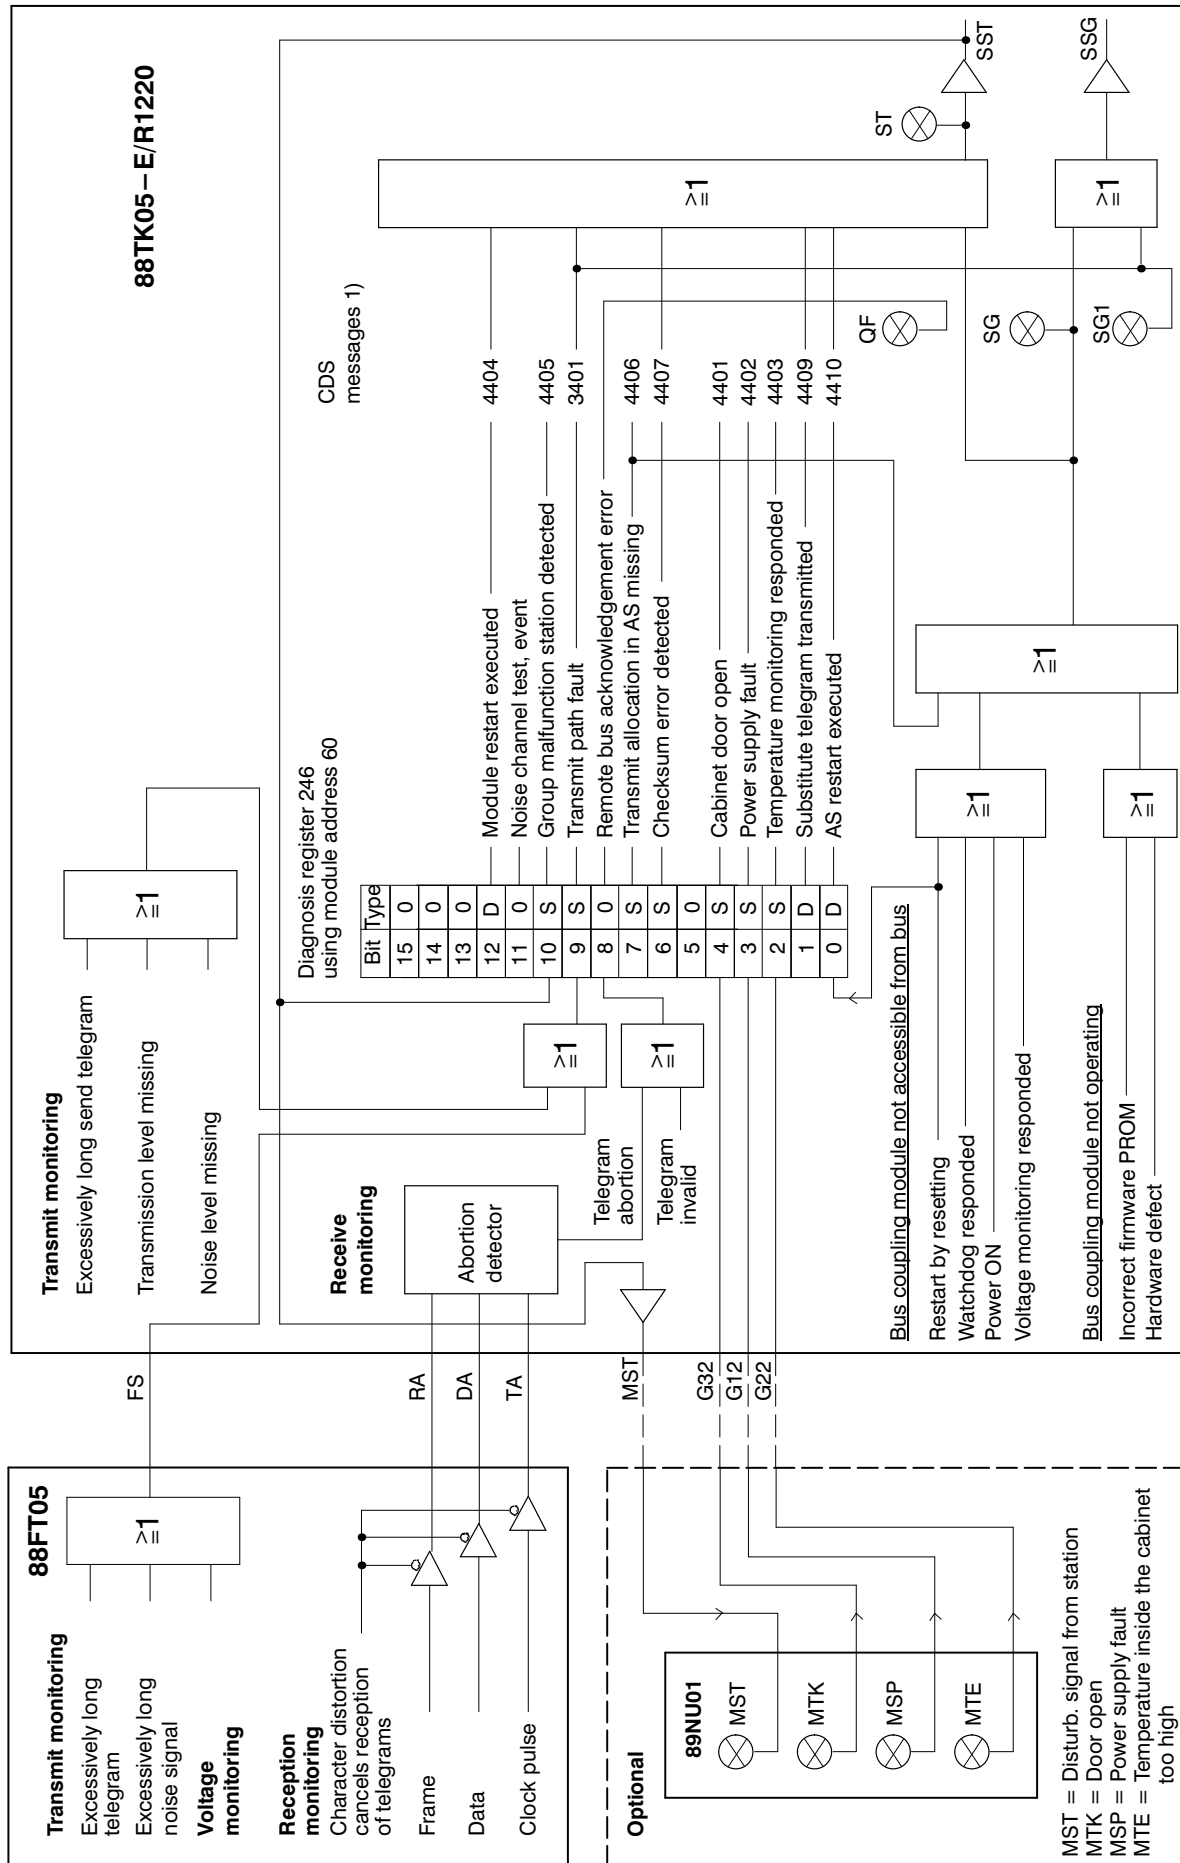 88TK05–E/R1220
Transmit monitoring
Excessively long send telegram
Transmission level missing
Noise level missing
>=1
Diagnosis register 246
using module address 60
CDS
messages 1)
Bit Type
15 0
14 0
13 0
12 D Module restart executed 4404
11 0 Noise channel test, event
10 S Group malfunction station detected 4405
9 S Transmit path fault 3401
8 0 Remote bus acknowledgement error
7 S Transmit allocation in AS missing 4406
6 S Checksum error detected 4407
5 0
4 S Cabinet door open 4401
3 S Power supply fault 4402
2 S Temperature monitoring responded 4403
1 D Substitute telegram transmitted 4409
0 D AS restart executed 4410
>=1
>=1
>=1
>=1
ST
SST
SSG
QF
SG
SG1
Receive
monitoring
Abortion
detector
Telegram
abortion
Telegram
invalid
Bus coupling module not accessible from bus
Restart by resetting
Watchdog responded
Power ON
Voltage monitoring responded
>=1
>=1
Bus coupling module not operating
Incorrect firmware PROM
Hardware defect
>=1
FS
RA
DA
TA
MST
G32
G12
G22
88FT05
Transmit monitoring
Excessively long
telegram
Excessively long
noise signal
Voltage
monitoring
>=1
Reception
monitoring
Character distortion
cancels reception
of telegrams
Frame
Data
Clock pulse
Optional
89NU01
MST
MTK
MSP
MTE
MST = Disturb. signal from station
MTK = Door open
MSP = Power supply fault
MTE = Temperature inside the cabinet
too high